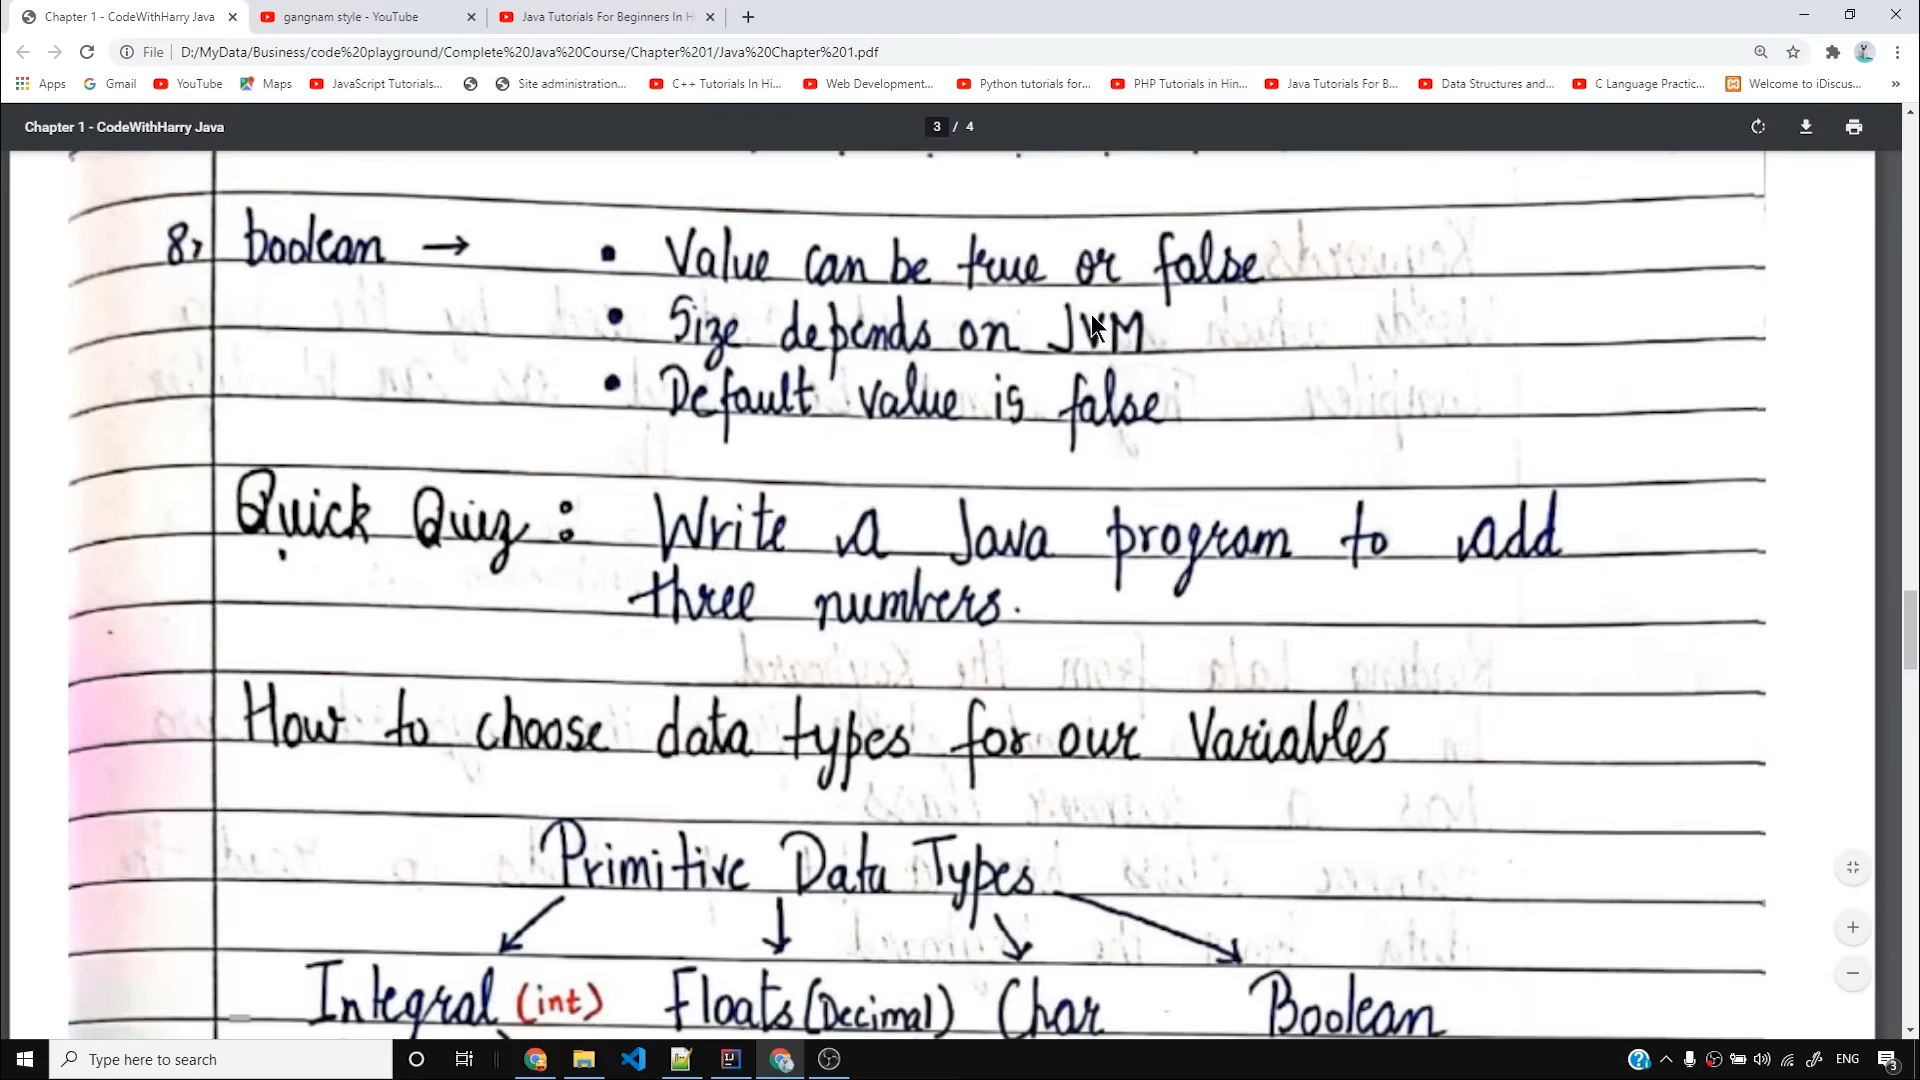 Chapter 1 - CodeWithHarry Java
gangnam style - YouTube
Java Tutorials For Beginners In H
File
D:/MyData/Business/code%20playground/Complete%20Java%20Course/Chapter%201/Java%20Chapter%201.pdf
Apps
Gmail
YouTube
Maps
JavaScript Tutorials...
Site administration...
C++ Tutorials In Hi...
Web Development...
Python tutorials for...
PHP Tutorials in Hin...
Java Tutorials For B...
Data Structures and...
C Language Practic...
Welcome to iDiscus...
»
Chapter 1 - CodeWithHarry Java
3 / 4
8) boolean → • Value can be true or false
• Size depends on JVM
• Default value is false
Quick Quiz : Write a Java program to add
three numbers.
How to choose data types for our Variables
Primitive Data Types
Integral (int) Floats (Decimal) Char Boolean
Type here to search
ENG
3